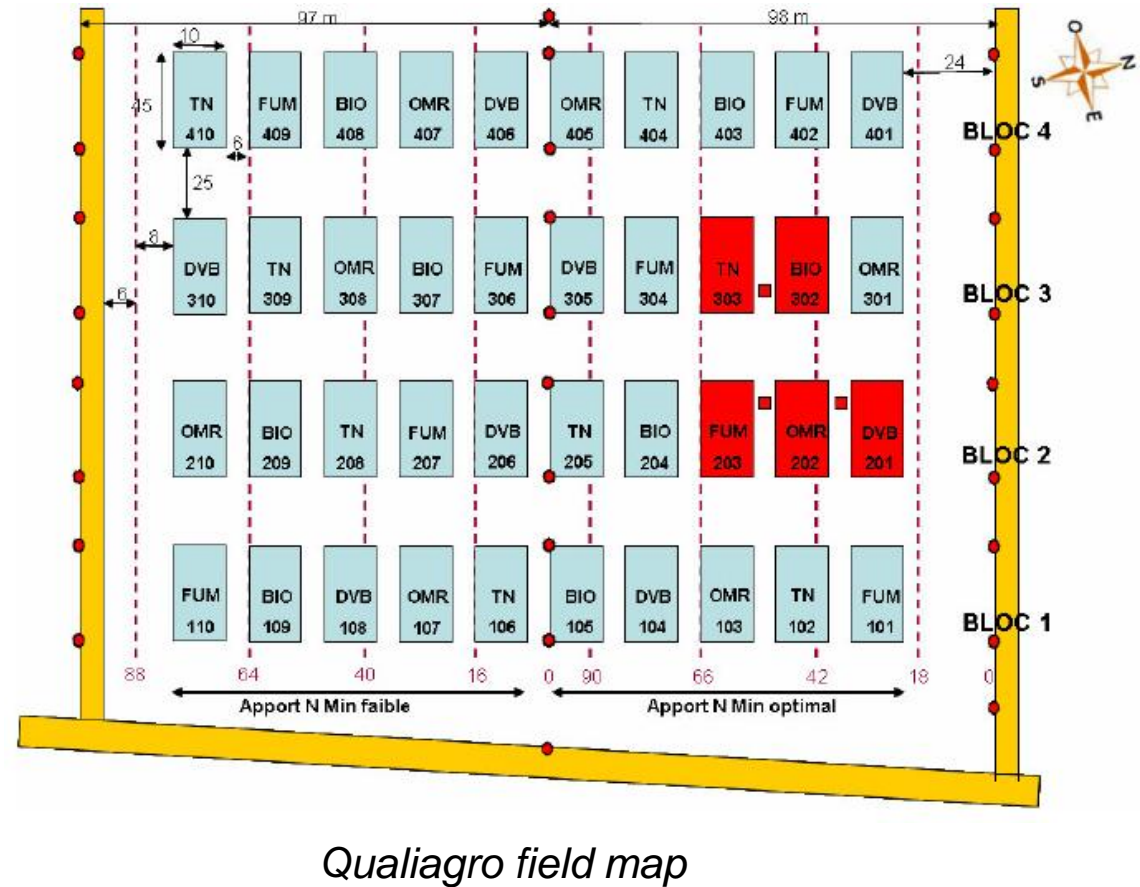 97 m 98 m
10 24
O N S E
45
TN FUM BIO OMR DVB OMR TN BIO FUM DVB
410 409 408 407 406 405 404 403 402 401
BLOC 4
6
25
8
DVB TN OMR BIO FUM DVB FUM TN BIO OMR
310 309 308 307 306 305 304 303 302 301
BLOC 3
6
OMR BIO TN FUM DVB TN BIO FUM OMR DVB
210 209 208 207 206 205 204 203 202 201
BLOC 2
FUM BIO DVB OMR TN BIO DVB OMR TN FUM
110 109 108 107 106 105 104 103 102 101
BLOC 1
88 64 40 16 0 90 66 42 18 0
Apport N Min faible Apport N Min optimal
Qualiagro field map